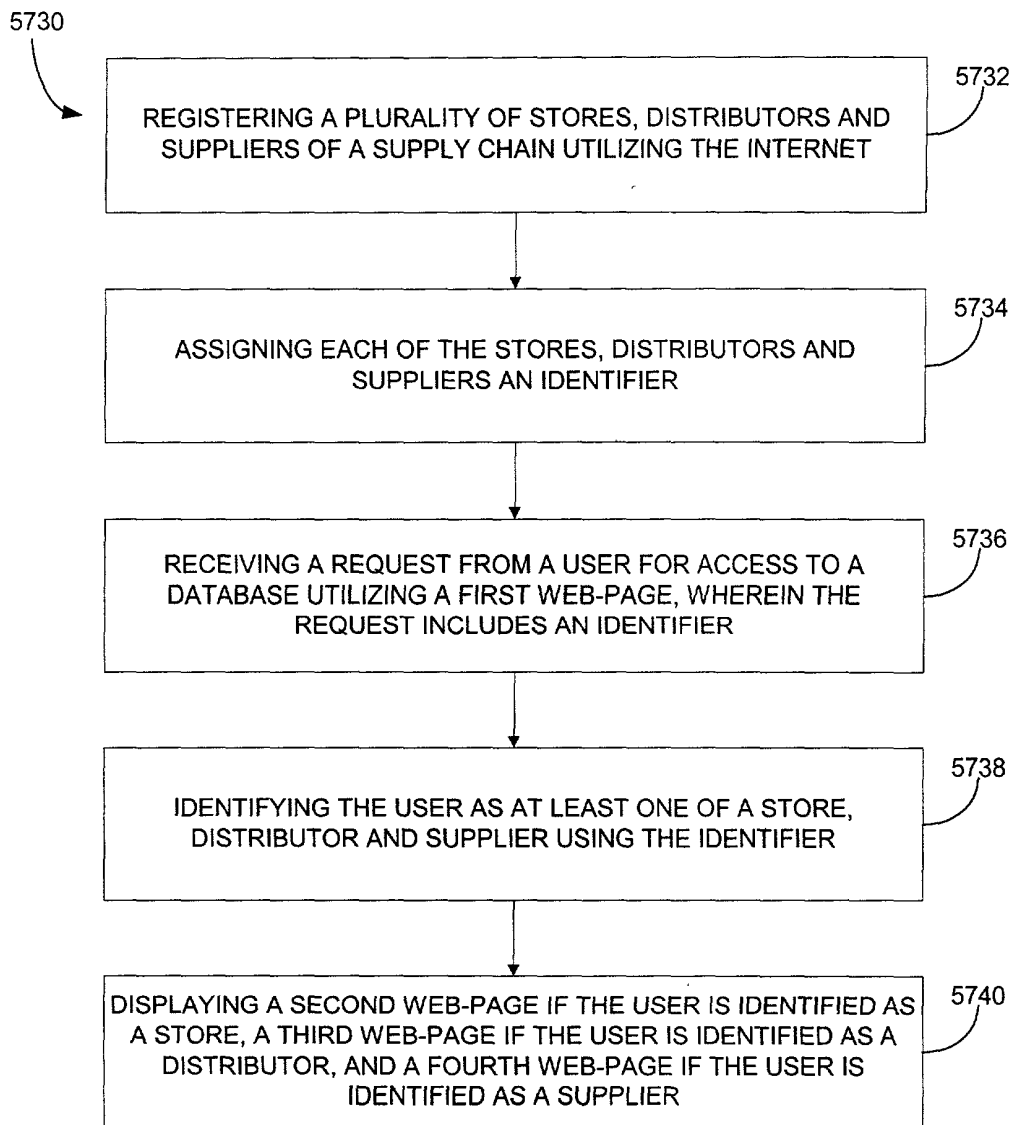 5730
5732
REGISTERING A PLURALITY OF STORES, DISTRIBUTORS AND
SUPPLIERS OF A SUPPLY CHAIN UTILIZING THE INTERNET
5734
ASSIGNING EACH OF THE STORES, DISTRIBUTORS AND
SUPPLIERS AN IDENTIFIER
5736
RECEIVING A REQUEST FROM A USER FOR ACCESS TO A
DATABASE UTILIZING A FIRST WEB-PAGE, WHEREIN THE
REQUEST INCLUDES AN IDENTIFIER
5738
IDENTIFYING THE USER AS AT LEAST ONE OF A STORE,
DISTRIBUTOR AND SUPPLIER USING THE IDENTIFIER
5740
DISPLAYING A SECOND WEB-PAGE IF THE USER IS IDENTIFIED AS
A STORE, A THIRD WEB-PAGE IF THE USER IS IDENTIFIED AS A
DISTRIBUTOR, AND A FOURTH WEB-PAGE IF THE USER IS
IDENTIFIED AS A SUPPLIER